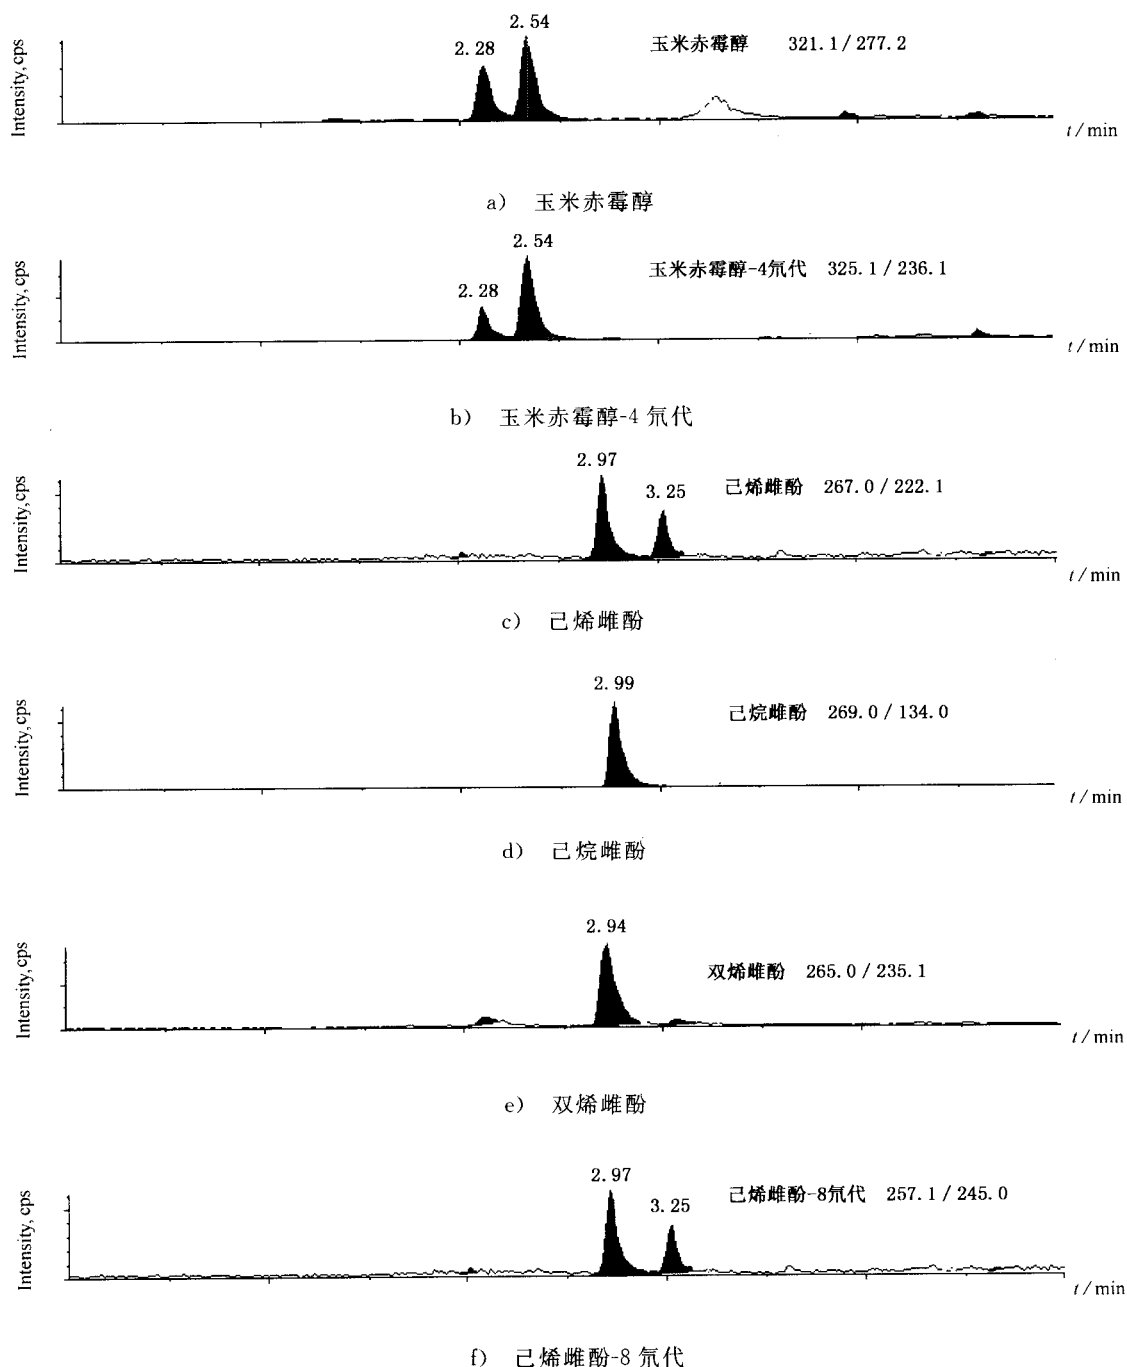 2.54
2.28
玉米赤霉醇 321.1/277.2
Intensity,cps
t/min
a) 玉米赤霉醇
2.54
2.28
玉米赤霉醇-4氘代 325.1/236.1
Intensity,cps
t/min
b) 玉米赤霉醇-4氘代
2.97
3.25
己烯雌酚 267.0/222.1
Intensity,cps
t/min
c) 己烯雌酚
2.99
己烷雌酚 269.0/134.0
Intensity,cps
t/min
d) 己烷雌酚
2.94
双烯雌酚 265.0/235.1
Intensity,cps
t/min
e) 双烯雌酚
2.97
3.25
己烯雌酚-8氘代 257.1/245.0
Intensity,cps
t/min
f) 己烯雌酚-8氘代